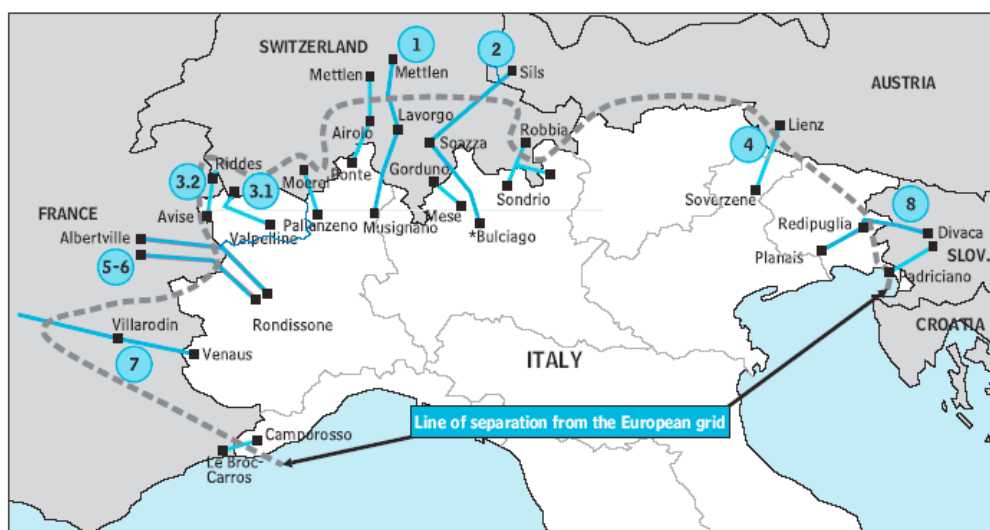 SWITZERLAND
1
2
Mettlen
Mettlen
Sils
AUSTRIA
Lavorgo
Airolo
Robbia
Lienz
Soazza
4
Riddes
Ponte
Gorduno
3.2
3.1
Moerel
Sondrio
Soverzene
FRANCE
Avise
Pallanzeno
Mese
8
Valpelline
Musignano
Redipuglia
Albertville
*Bulciago
Divaca
5-6
Planais
SLOV.
Padriciano
Rondissone
Villarodin
CROATIA
Venaus
ITALY
7
Line of separation from the European grid
Camporosso
Le Broc-
Carros